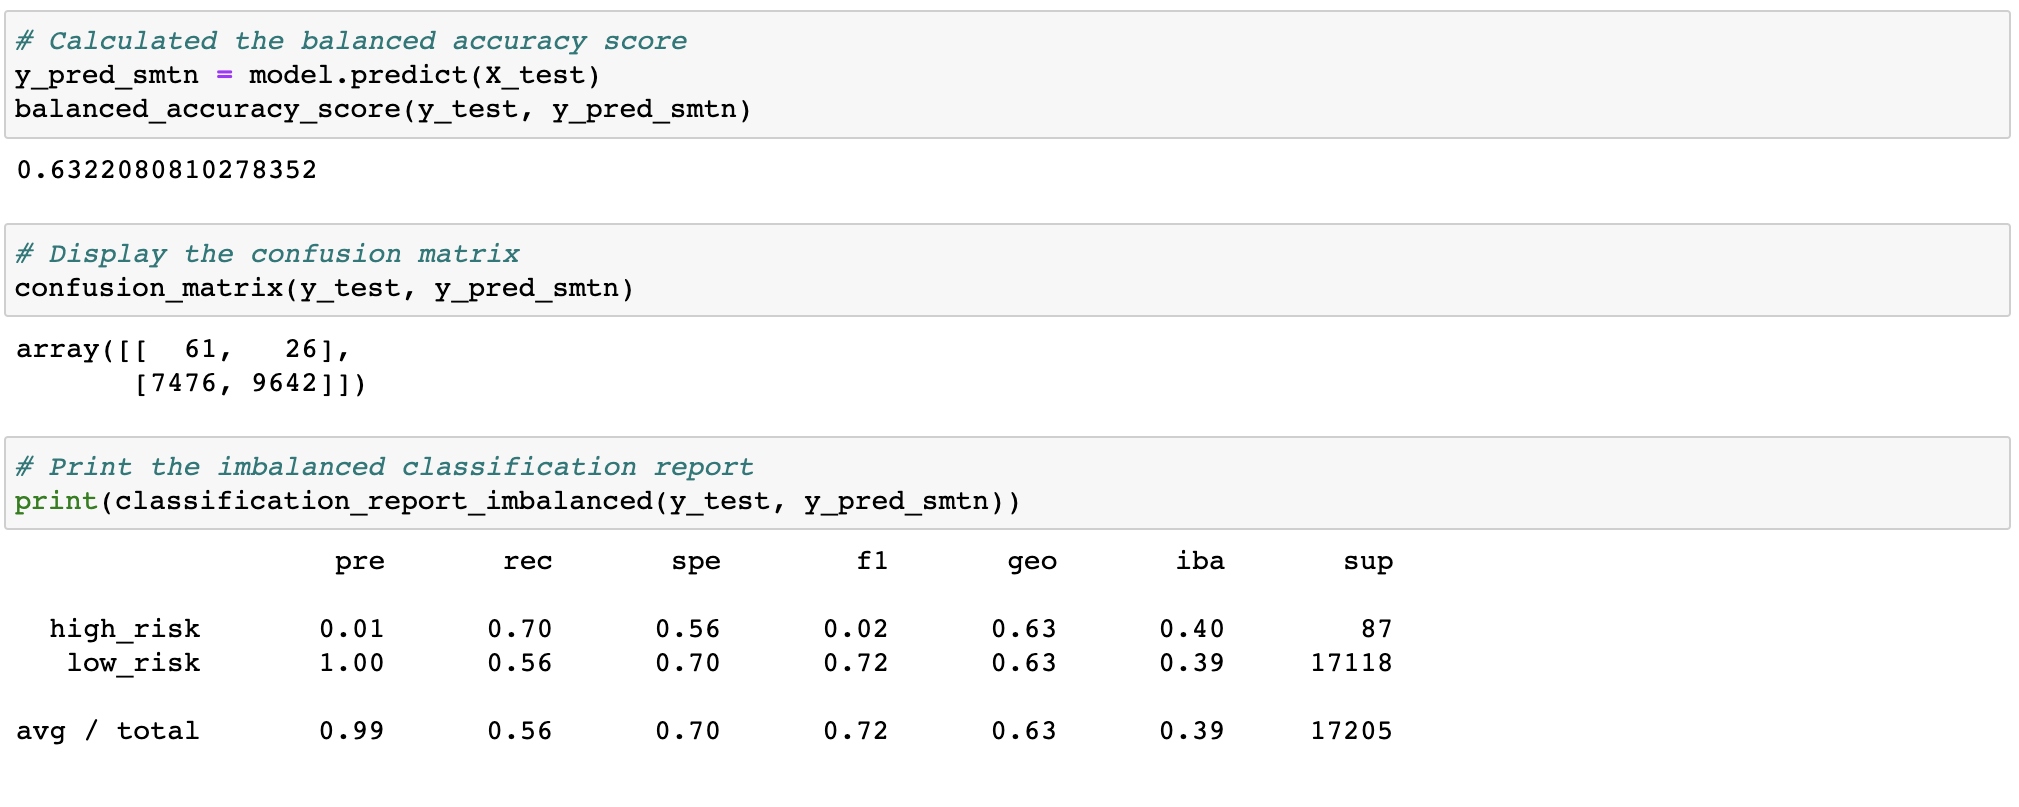 # Calculated the balanced accuracy score
y_pred_smtn = model.predict(X_test)
balanced_accuracy_score(y_test, y_pred_smtn)
0.6322080810278352
# Display the confusion matrix
confusion_matrix(y_test, y_pred_smtn)
array([[  61,   26],
       [7476, 9642]])
# Print the imbalanced classification report
print(classification_report_imbalanced(y_test, y_pred_smtn))
                   pre       rec       spe        f1       geo       iba       sup
  high_risk       0.01      0.70      0.56      0.02      0.63      0.40        87
   low_risk       1.00      0.56      0.70      0.72      0.63      0.39     17118
avg / total       0.99      0.56      0.70      0.72      0.63      0.39     17205